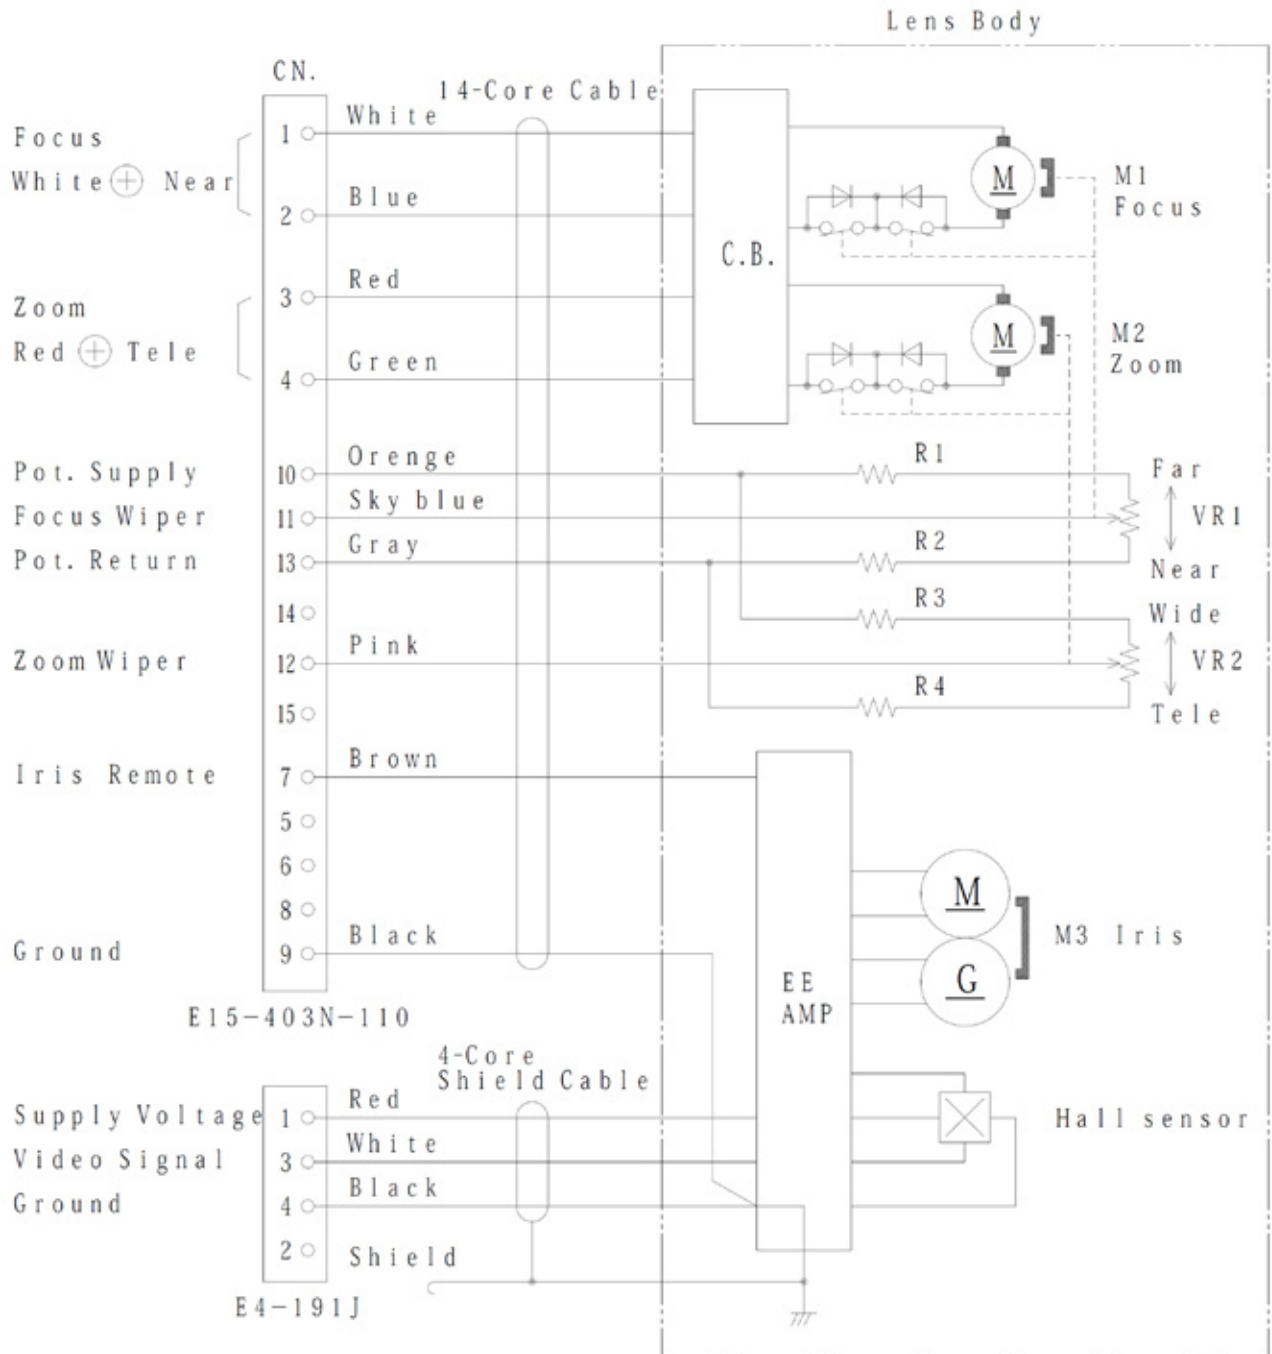 Lens Body
CN.
14-Core Cable
Focus
White ⊕ Near
1
White
2
Blue
M
M1
Focus
C.B.
Zoom
Red ⊕ Tele
3
Red
4
Green
M
M2
Zoom
Pot. Supply
10
Orenge
R1
Far
Focus Wiper
11
Sky blue
VR1
Pot. Return
13
Gray
R2
Near
14
R3
Wide
Zoom Wiper
12
Pink
VR2
15
R4
Tele
Iris Remote
7
Brown
5
6
8
Ground
9
Black
M
G
M3 Iris
EE
AMP
E15-403N-110
4-Core
Shield Cable
Supply Voltage
1
Red
Hall sensor
Video Signal
3
White
Ground
4
Black
2
Shield
E4-191J